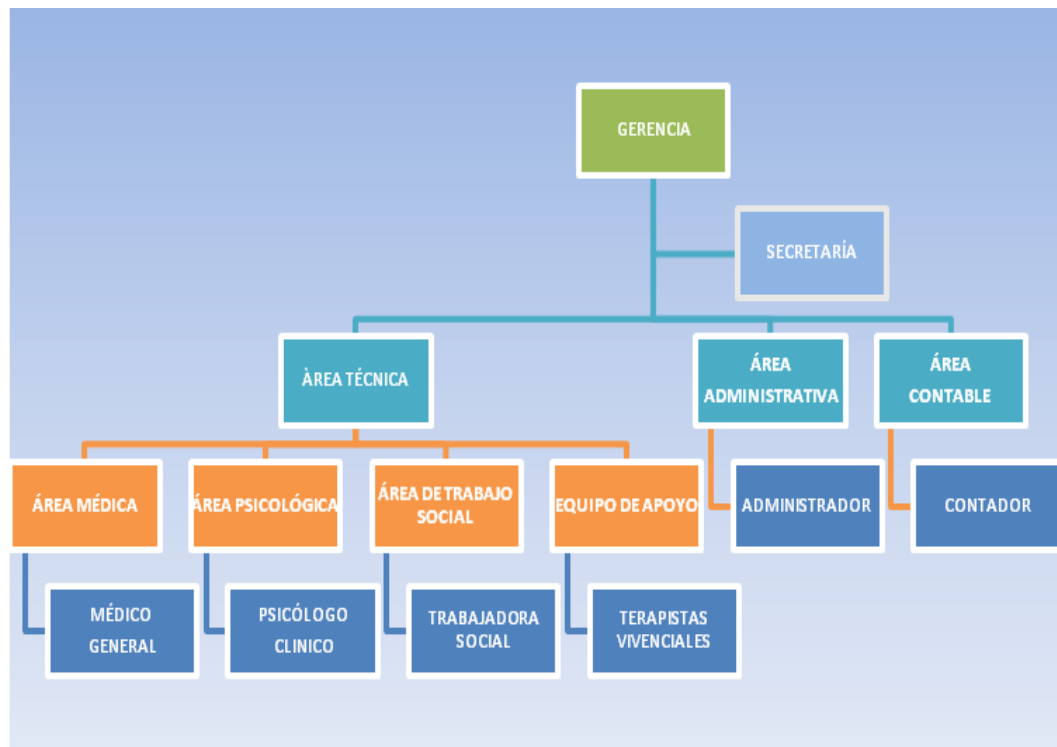 GERENCIA
SECRETARÍA
ÀREA TÉCNICA
ÁREA
ADMINISTRATIVA
ÁREA
CONTABLE
ÁREA MÉDICA
ÁREA PSICOLÓGICA
ÁREA DE TRABAJO
SOCIAL
EQUIPO DE APOYO
ADMINISTRADOR
CONTADOR
MÉDICO
GENERAL
PSICÓLOGO
CLINICO
TRABAJADORA
SOCIAL
TERAPISTAS
VIVENCIALES